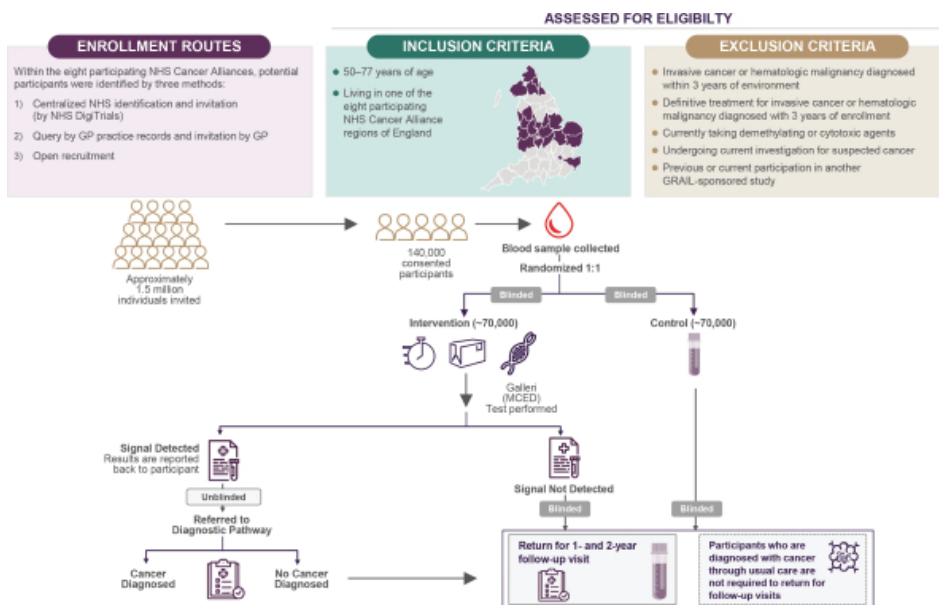 ASSESSED FOR ELIGIBILTY
ENROLLMENT ROUTES
Within the eight participating NHS Cancer Alliances, potential
participants were identified by three methods:
1) Centralized NHS identification and invitation
(by NHS DigiTrials)
2) Query by GP practice records and invitation by GP
3) Open recruitment
INCLUSION CRITERIA
50–77 years of age
Living in one of the
eight participating
NHS Cancer Alliance
regions of England
EXCLUSION CRITERIA
Invasive cancer or hematologic malignancy diagnosed
within 3 years of environment
Definitive treatment for invasive cancer or hematologic
malignancy diagnosed with 3 years of enrollment
Currently taking demethylating or cytotoxic agents
Undergoing current investigation for suspected cancer
Previous or current participation in another
GRAIL-sponsored study
Approximately
1.5 million
individuals invited
140,000
consented
participants
Blood sample collected
Randomized 1:1
Blinded
Blinded
Intervention (~70,000)
Control (~70,000)
Galleri
(MCED)
Test performed
Signal Detected
Results are reported
back to participant
Unblinded
Referred to
Diagnostic Pathway
Cancer
Diagnosed
No Cancer
Diagnosed
Signal Not Detected
Blinded
Blinded
Return for 1- and 2-year
follow-up visit
Participants who are
diagnosed with cancer
through usual care are
not required to return for
follow-up visits